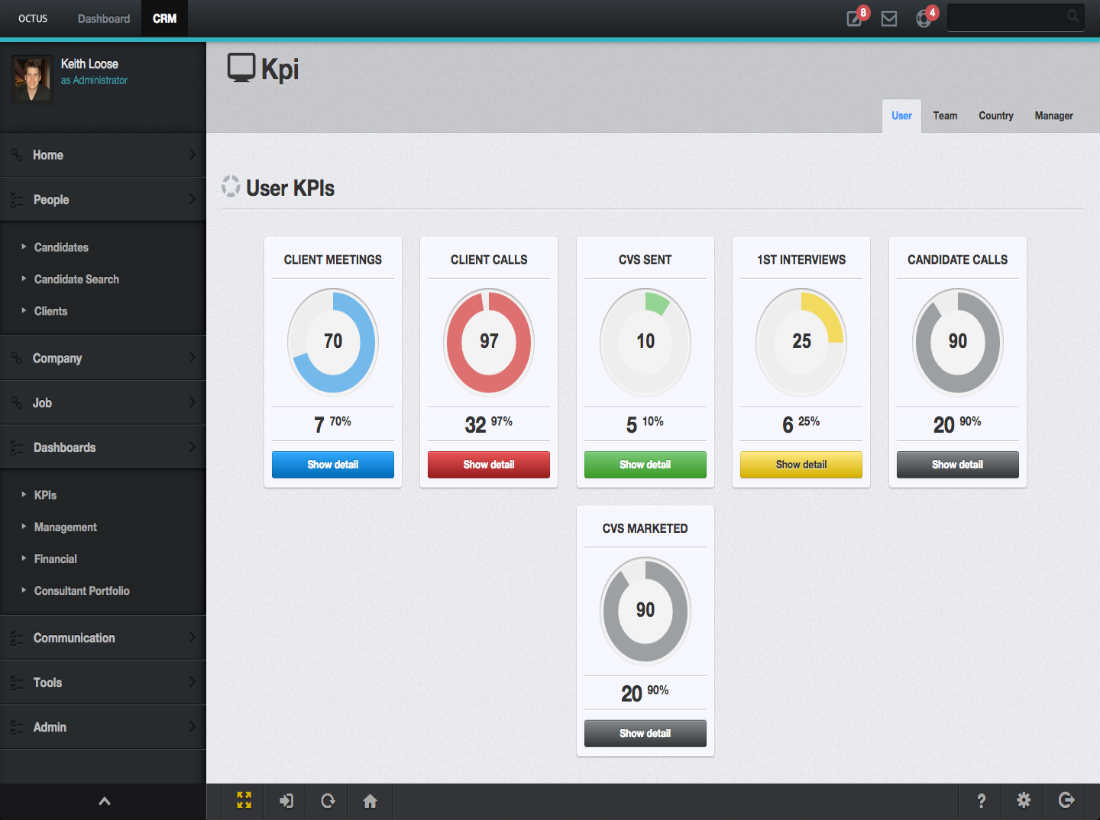 OCTUS Dashboard CRM 8 4
Keith Loose
as Administrator
Kpi
User Team Country Manager
Home
People
Candidates
Candidate Search
Clients
Company
Job
Dashboards
KPIs
Management
Financial
Consultant Portfolio
Communication
Tools
Admin
User KPIs
CLIENT MEETINGS CLIENT CALLS CVS SENT 1ST INTERVIEWS CANDIDATE CALLS
70 97 10 25 90
7 70% 32 97% 5 10% 6 25% 20 90%
Show detail Show detail Show detail Show detail Show detail
CVS MARKETED
90
20 90%
Show detail
?